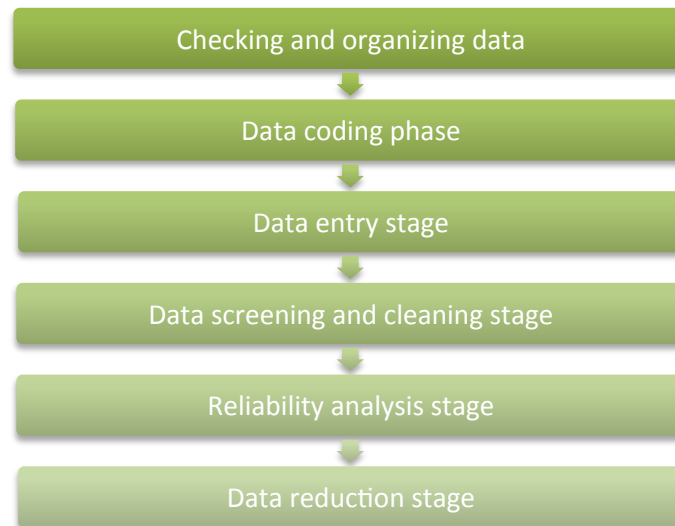 Checking and organizing data
Data coding phase
Data entry stage
Data screening and cleaning stage
Reliability analysis stage
Data reduction stage